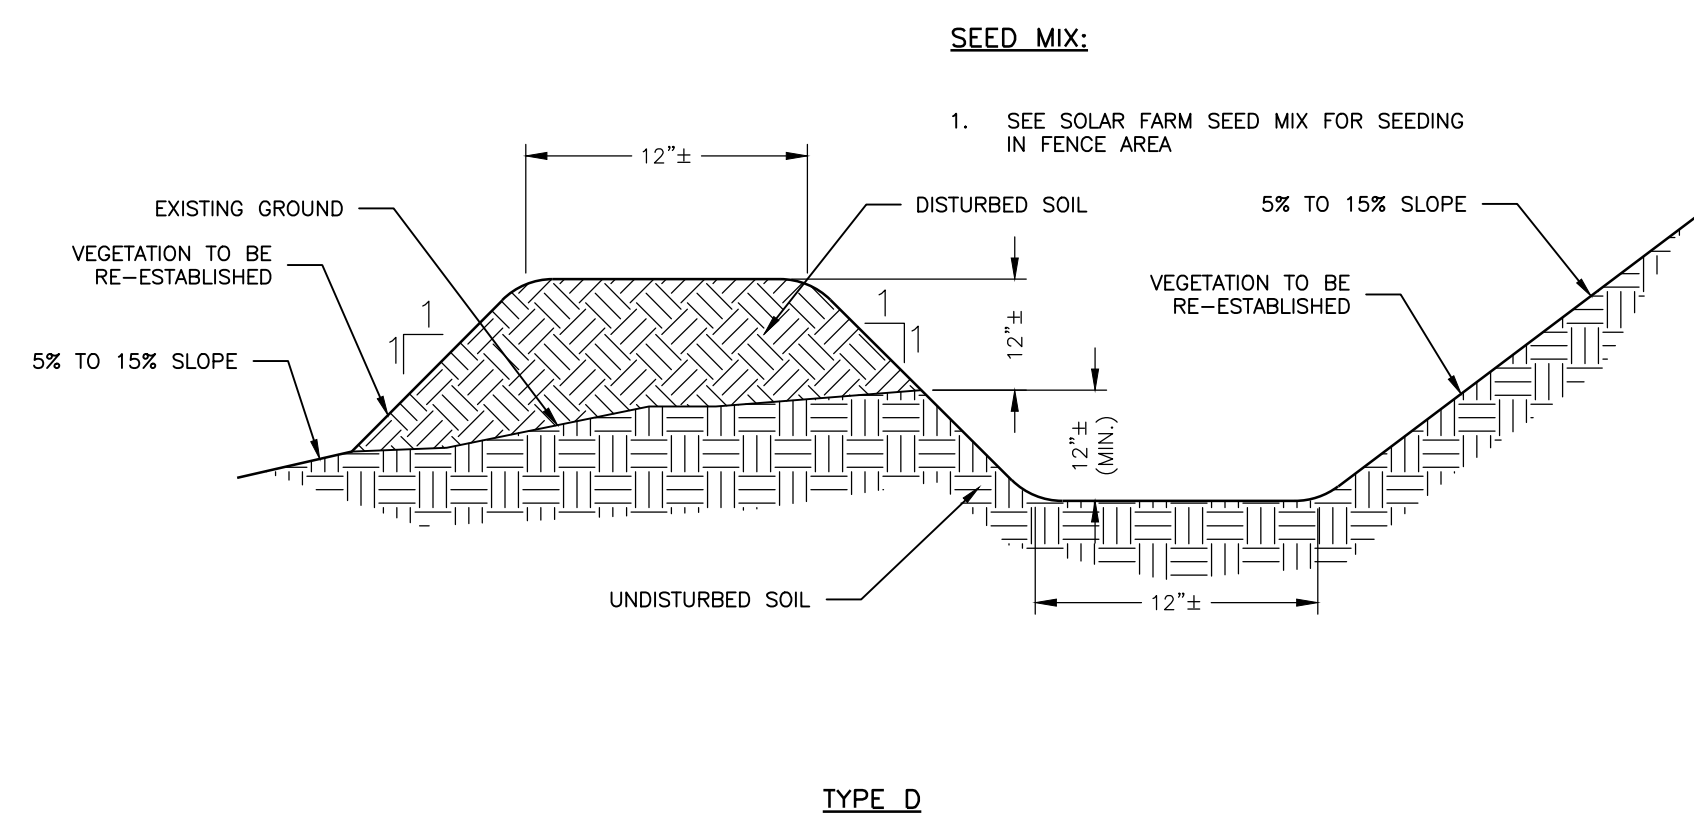 SEED MIX:
1. SEE SOLAR FARM SEED MIX FOR SEEDING
IN FENCE AREA
12"±
EXISTING GROUND
DISTURBED SOIL
5% TO 15% SLOPE
VEGETATION TO BE
RE-ESTABLISHED
VEGETATION TO BE
RE-ESTABLISHED
1
1
1
1
12"±
5% TO 15% SLOPE
12"±
(MIN.)
UNDISTURBED SOIL
12"±
TYPE D